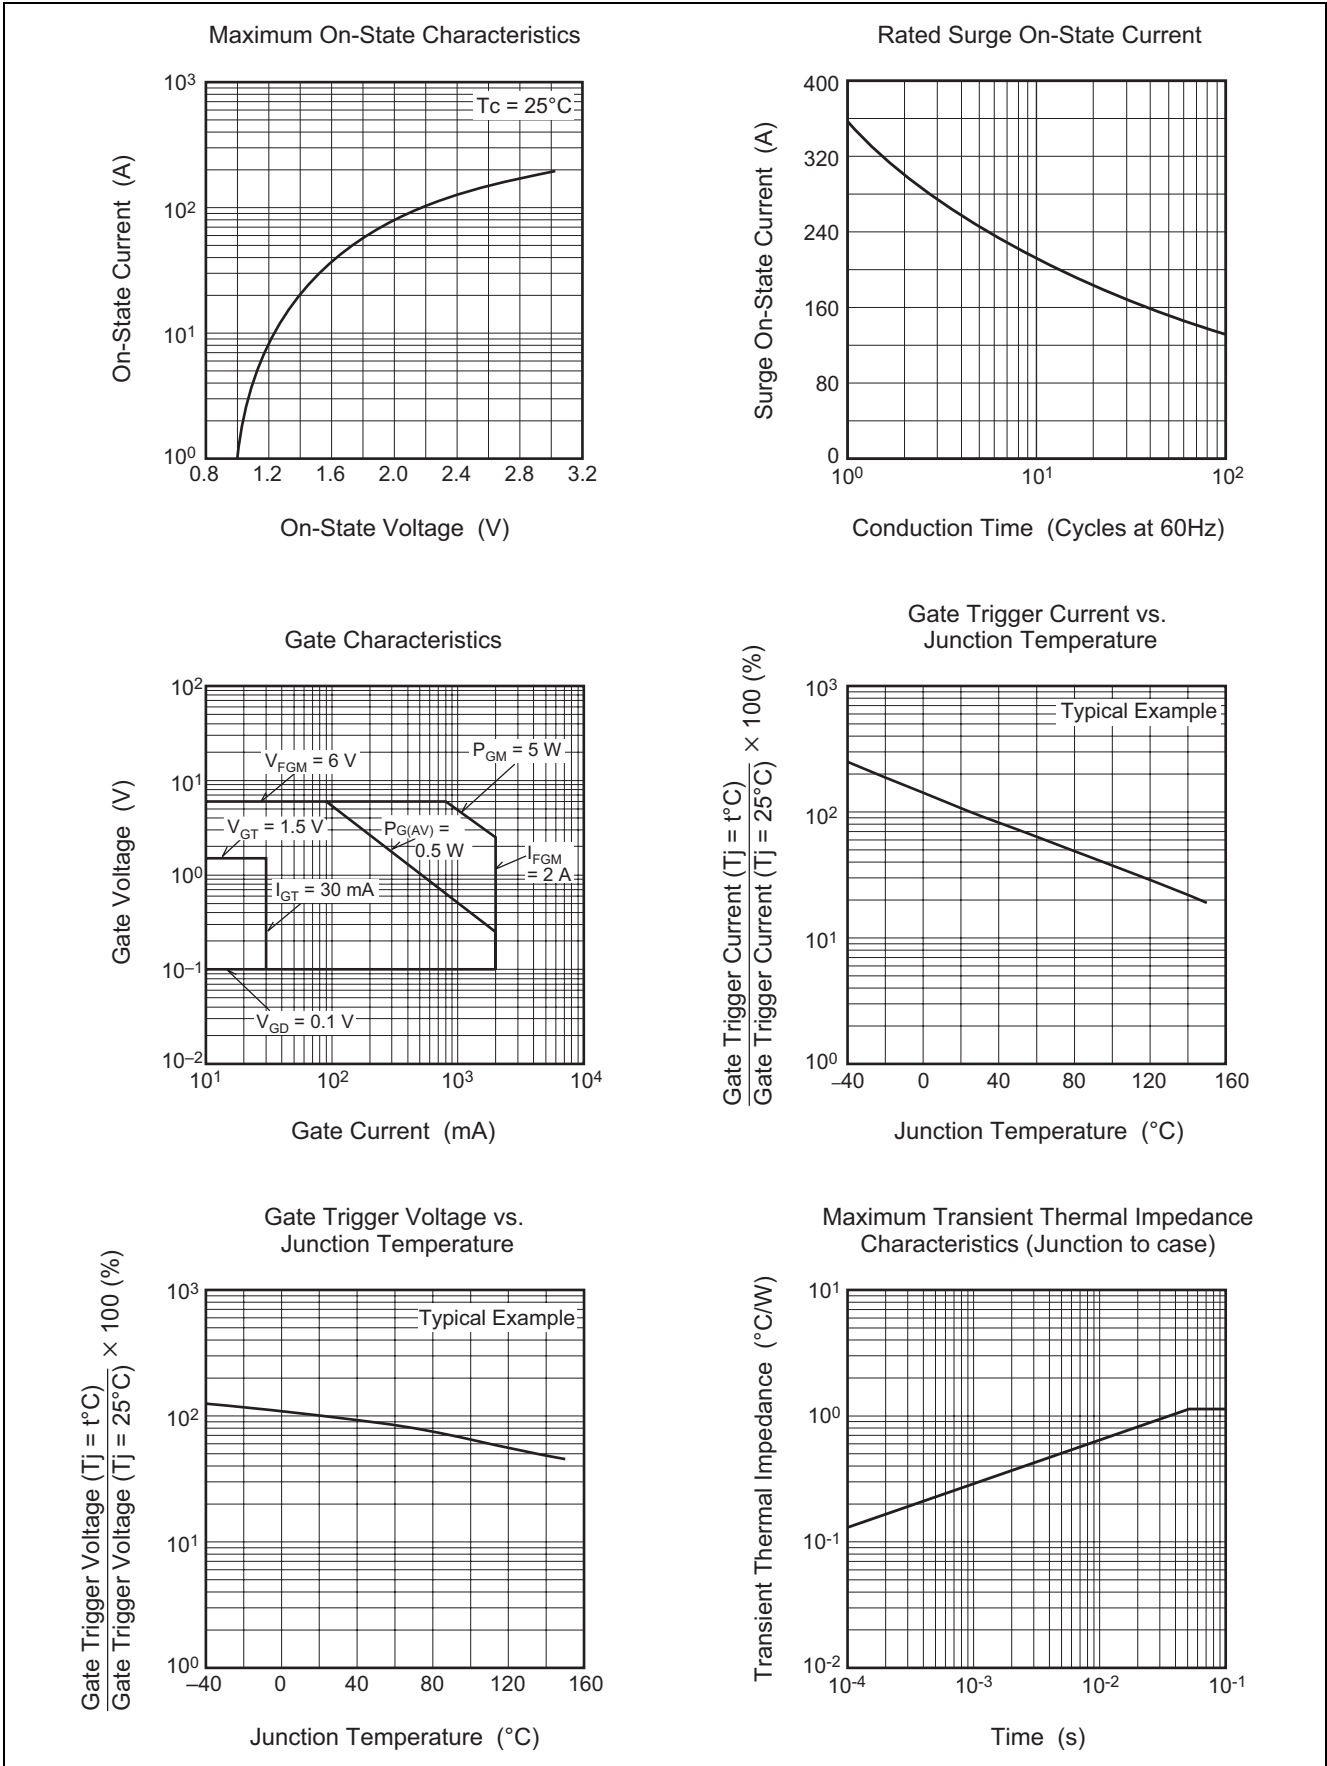 Maximum On-State Characteristics
10³
Tc = 25°C
10²
10¹
10⁰
0.8 1.2 1.6 2.0 2.4 2.8 3.2
On-State Current (A)
On-State Voltage (V)
Rated Surge On-State Current
400
320
240
160
80
0
10⁰ 10¹ 10²
Surge On-State Current (A)
Conduction Time (Cycles at 60Hz)
Gate Characteristics
10²
10¹
10⁰
10–1
10–2
10¹ 10² 10³ 10⁴
VFGM = 6 V
PGM = 5 W
VGT = 1.5 V
PG(AV) =
0.5 W
IFGM
= 2 A
IGT = 30 mA
VGD = 0.1 V
Gate Voltage (V)
Gate Current (mA)
Gate Trigger Current vs.
Junction Temperature
10³
Typical Example
10²
10¹
10⁰
–40 0 40 80 120 160
Gate Trigger Current (Tj = t°C)
Gate Trigger Current (Tj = 25°C)
× 100 (%)
Junction Temperature (°C)
Gate Trigger Voltage vs.
Junction Temperature
10³
Typical Example
10²
10¹
10⁰
–40 0 40 80 120 160
Gate Trigger Voltage (Tj = t°C)
Gate Trigger Voltage (Tj = 25°C)
× 100 (%)
Junction Temperature (°C)
Maximum Transient Thermal Impedance
Characteristics (Junction to case)
10¹
10⁰
10-1
10-2
10-4 10-3 10-2 10-1
Transient Thermal Impedance (°C/W)
Time (s)